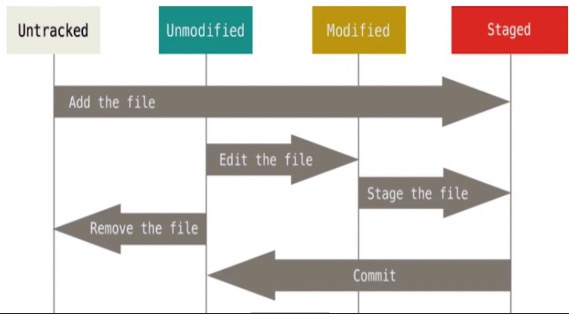 Untracked
Unmodified
Modified
Staged
Add the file
Edit the file
Stage the file
Remove the file
Commit